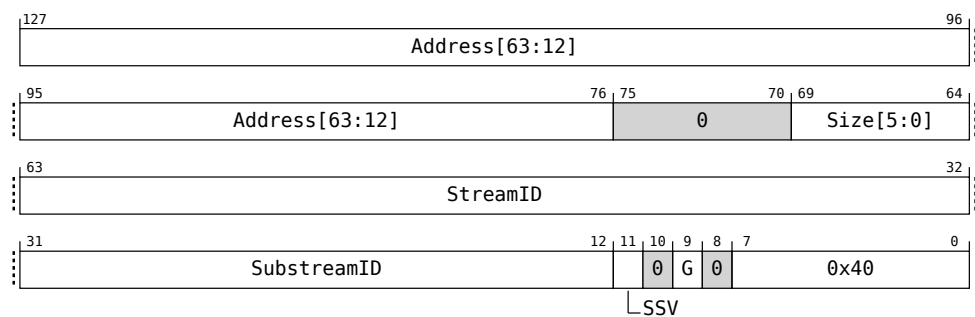 127 96
Address[63:12]
95 76 75 70 69 64
Address[63:12] 0 Size[5:0]
63 32
StreamID
31 12 11 10 9 8 7 0
SubstreamID 0 G 0 0x40
SSV